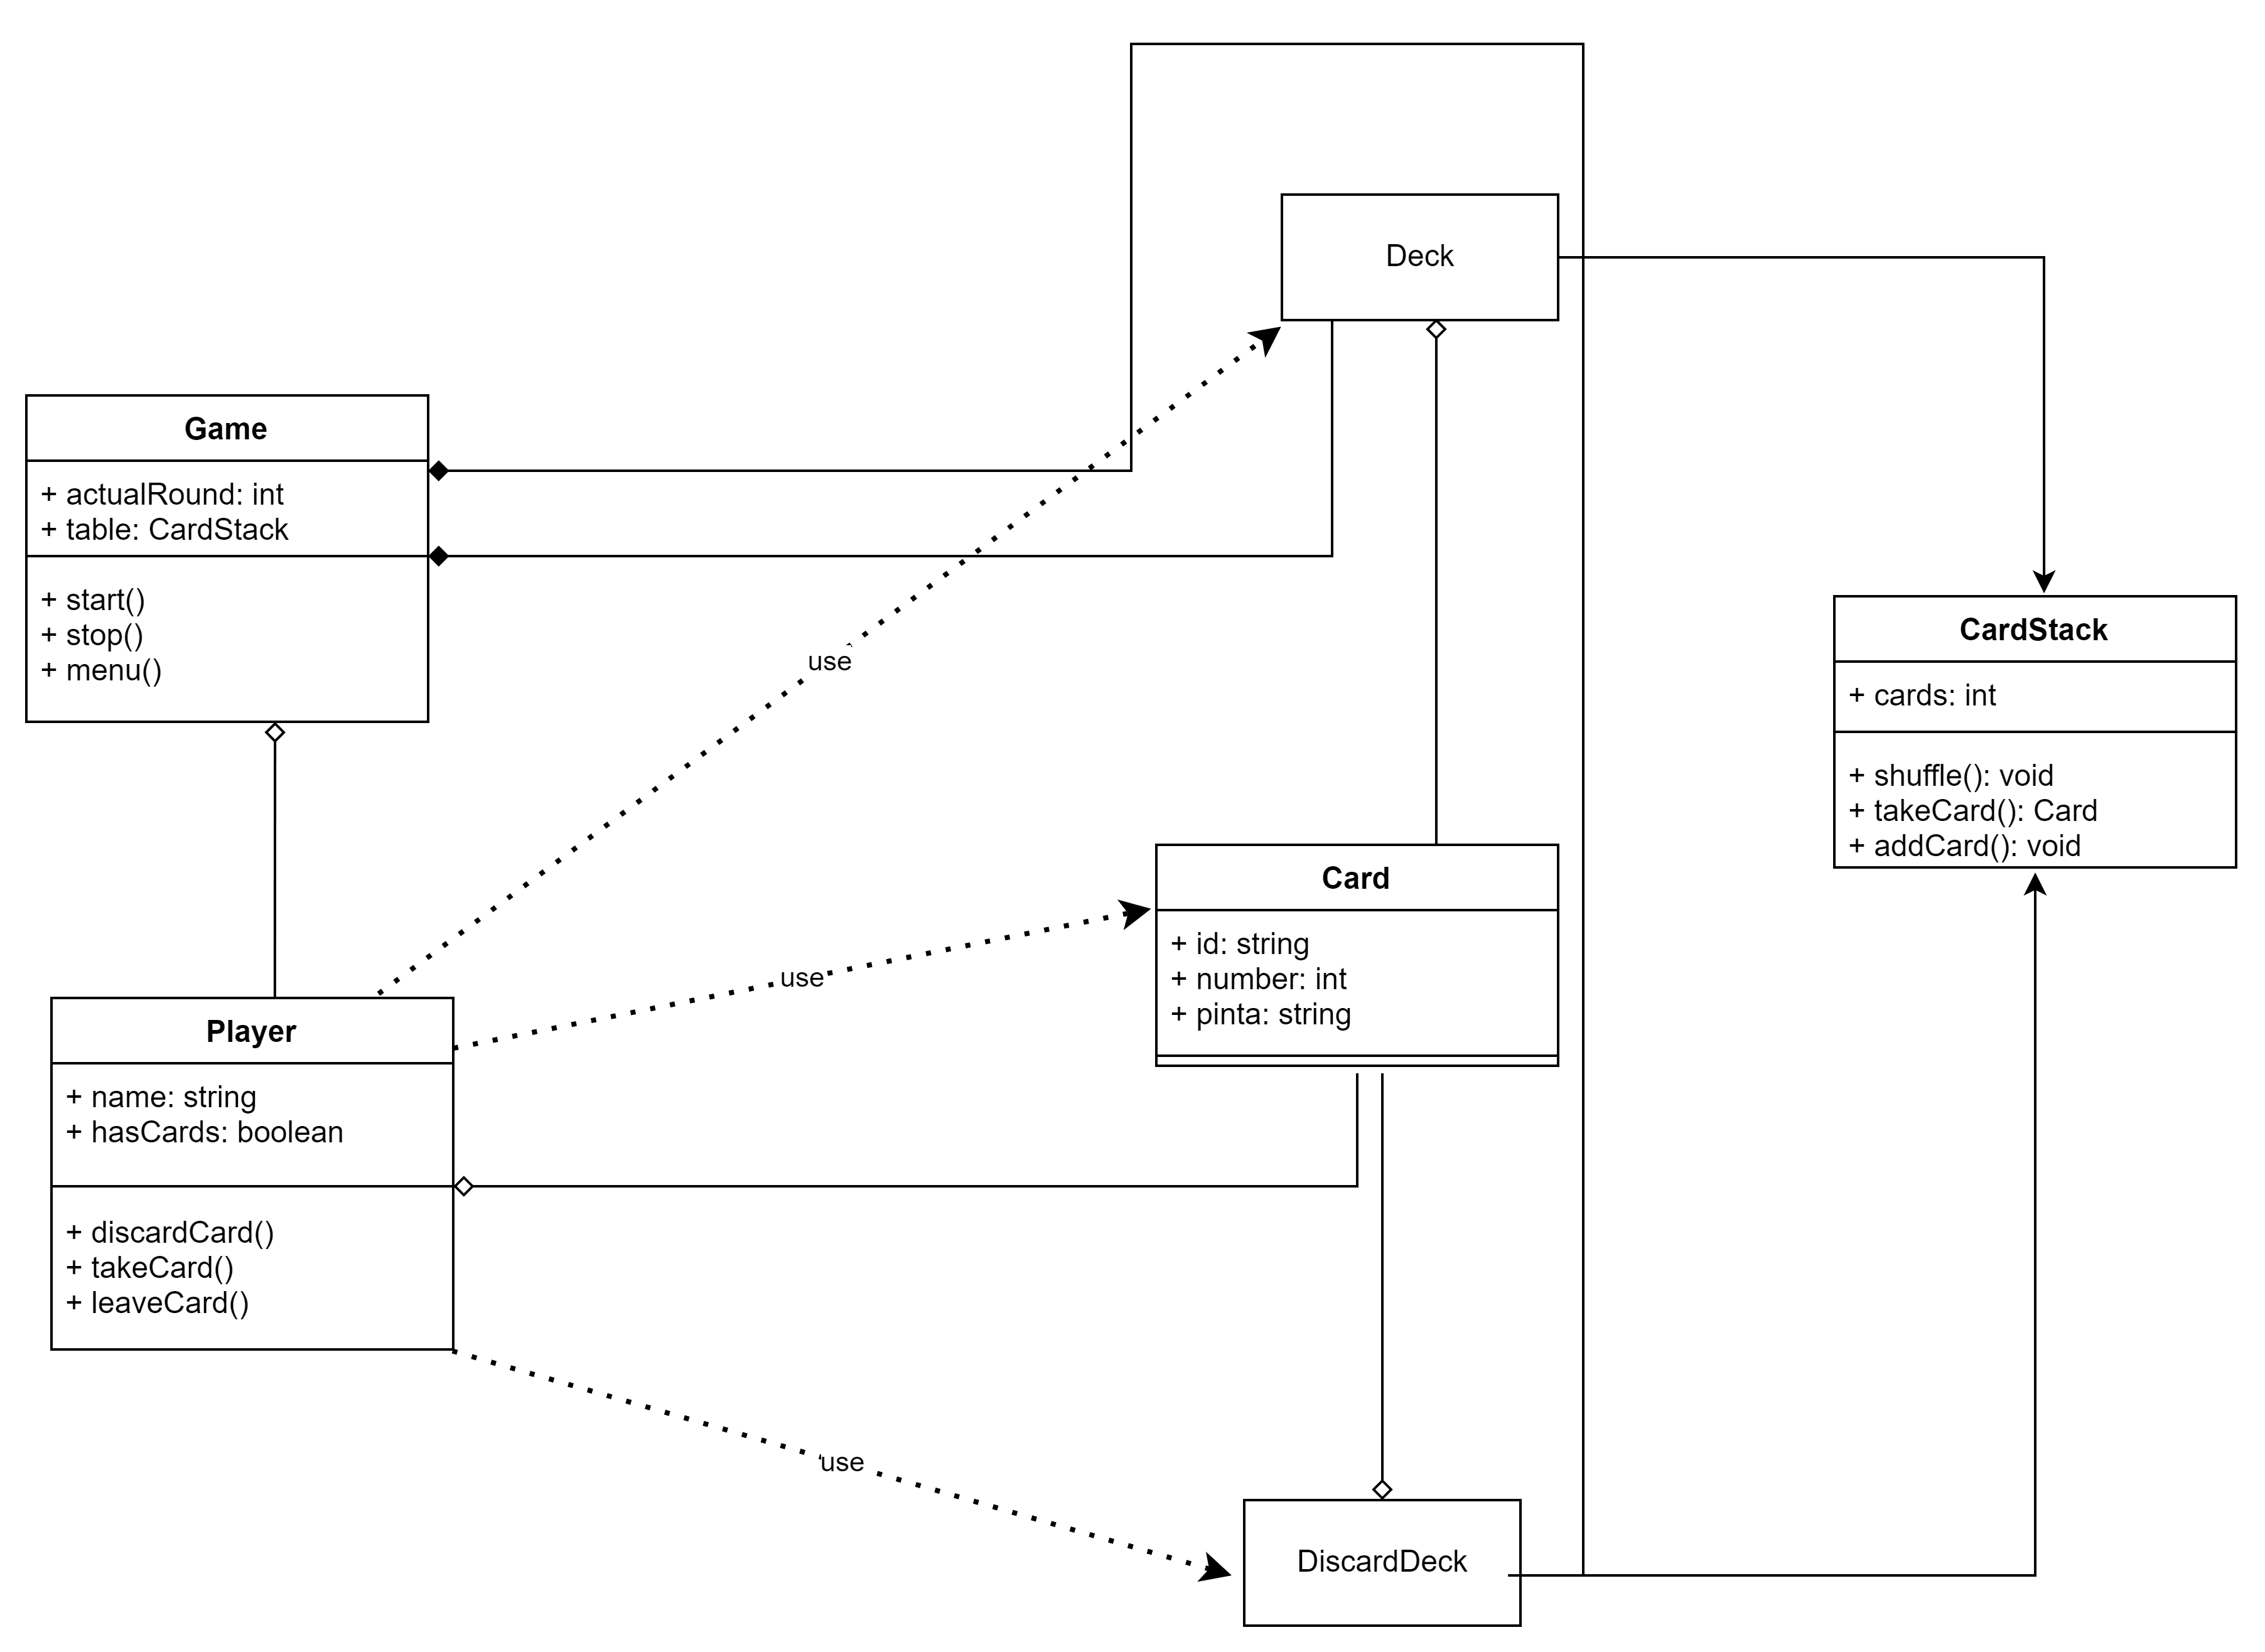 Deck
Game
+ actualRound: int
+ table: CardStack
+ start()
+ stop()
+ menu()
use
CardStack
+ cards: int
+ shuffle(): void
+ takeCard(): Card
+ addCard(): void
Card
+ id: string
+ number: int
+ pinta: string
use
Player
+ name: string
+ hasCards: boolean
+ discardCard()
+ takeCard()
+ leaveCard()
use
DiscardDeck